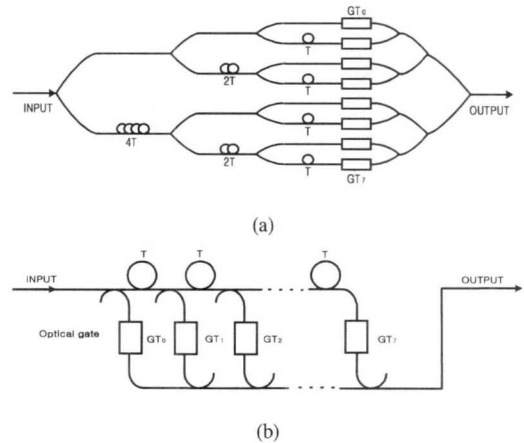 GT₀
T
2T
T
INPUT
OUTPUT
4T
T
2T
T
GT₇
(a)
T T T
INPUT
OUTPUT
Optical gate GT₀ GT₁ GT₂ GT₇
(b)